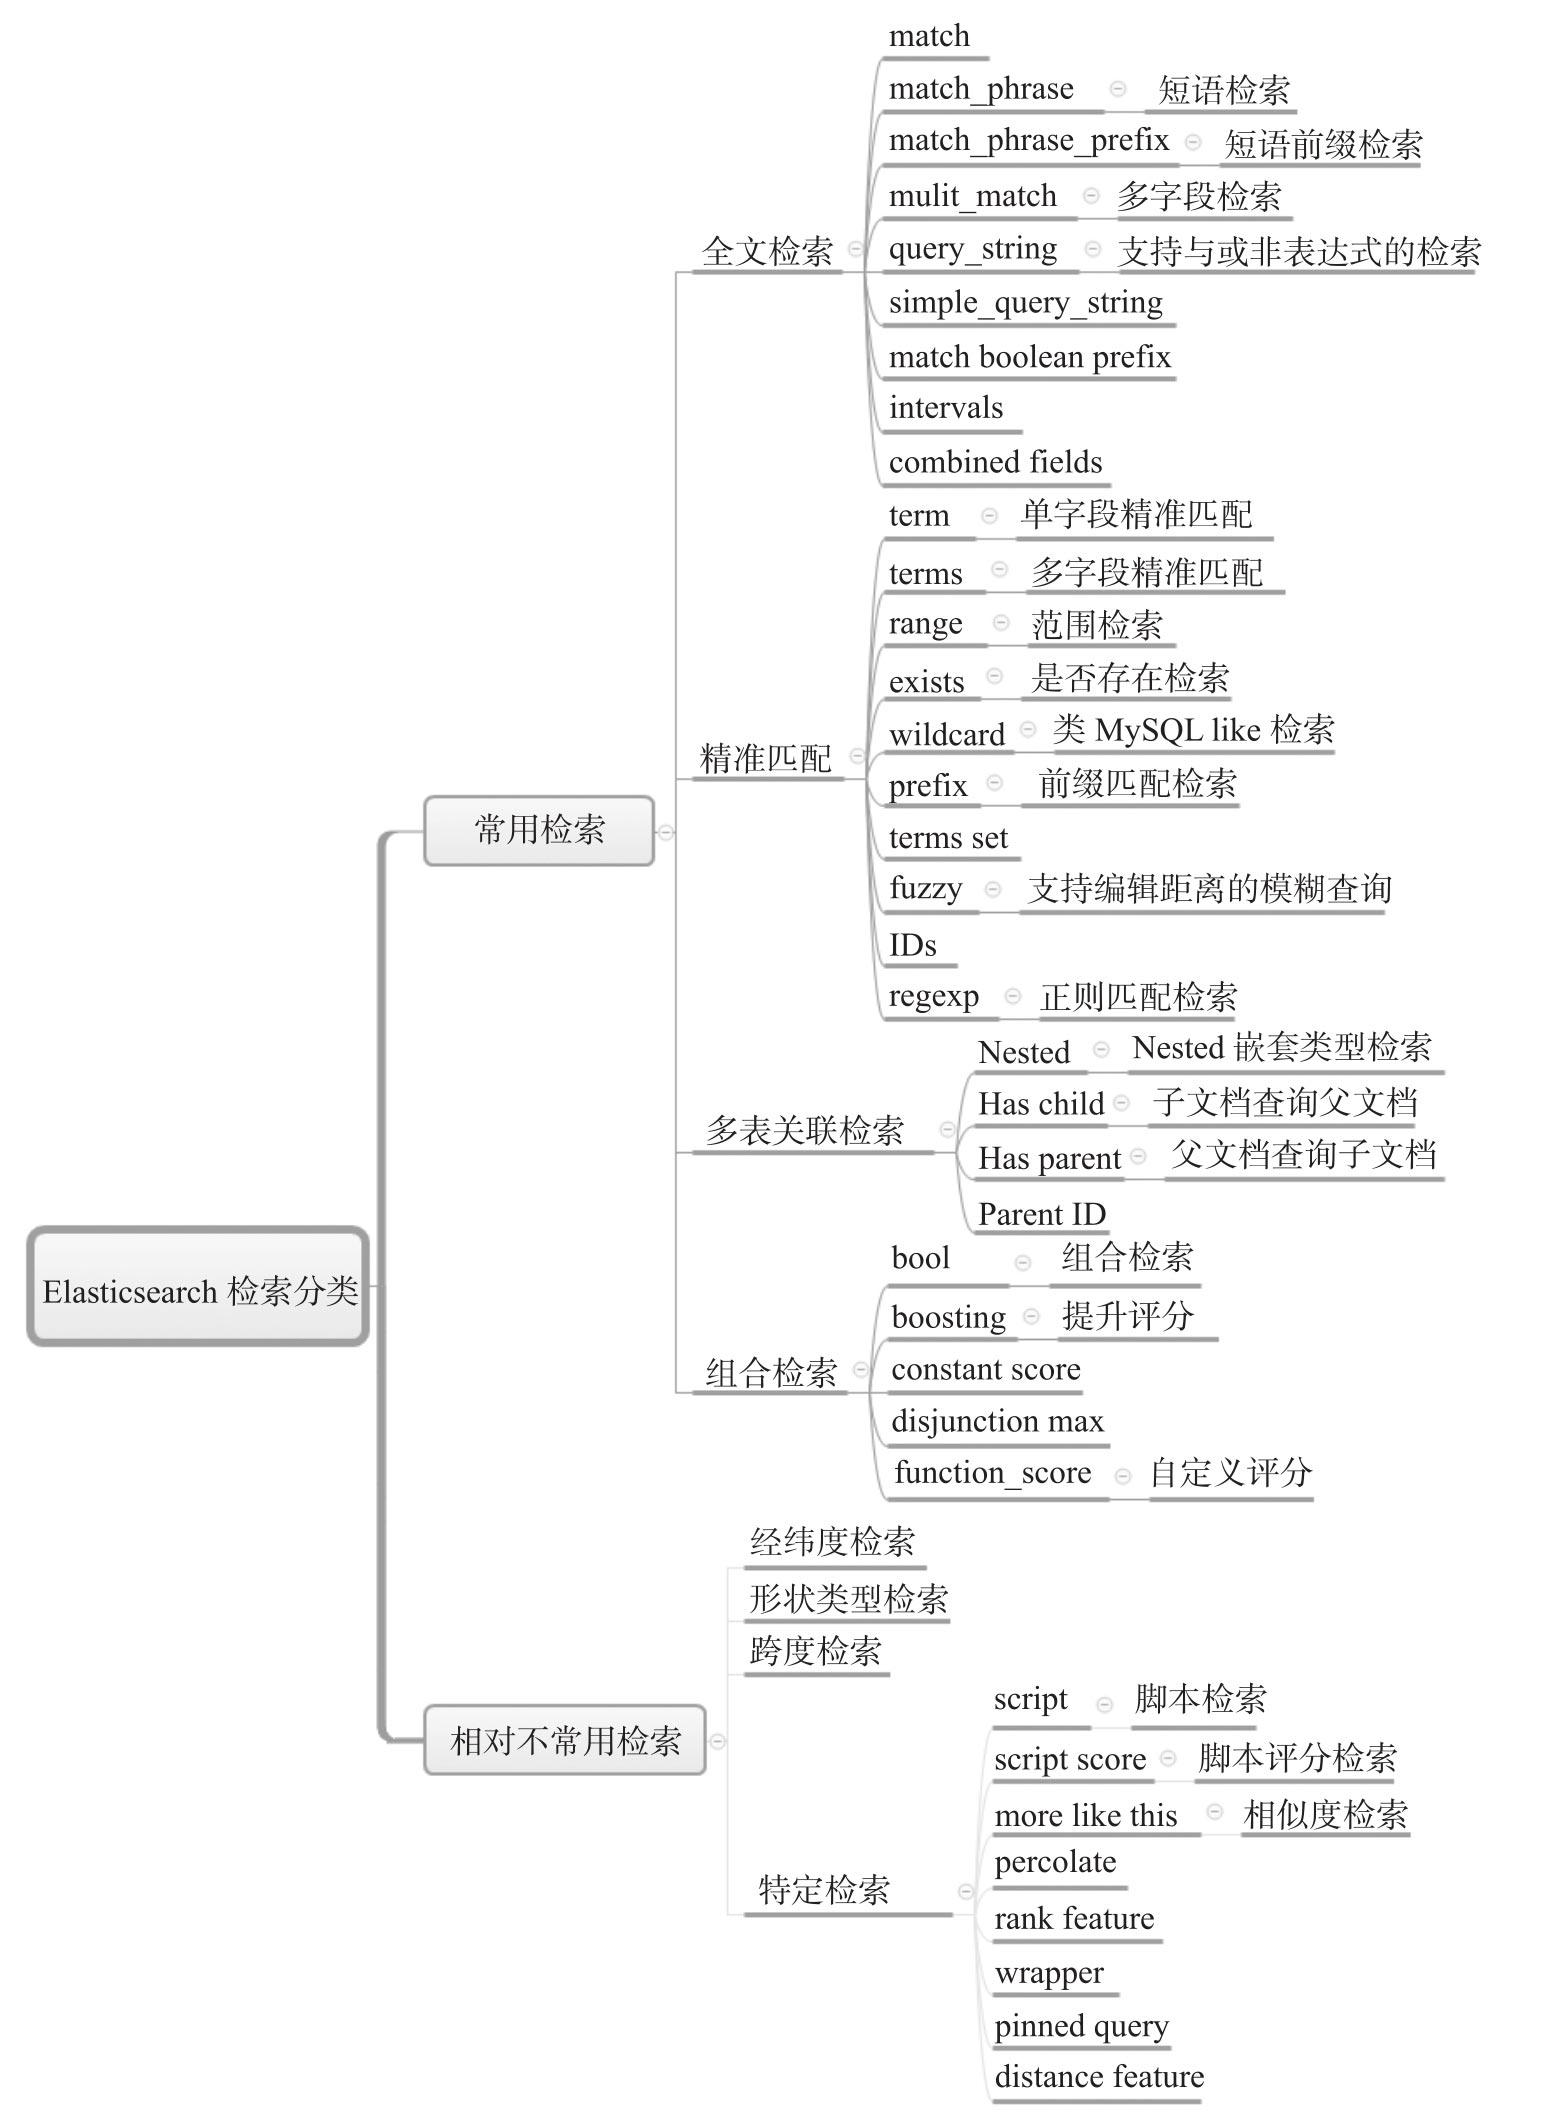 Elasticsearch 检索分类
常用检索
全文检索
match
match_phrase 短语检索
match_phrase_prefix 短语前缀检索
mulit_match 多字段检索
query_string 支持与或非表达式的检索
simple_query_string
match boolean prefix
intervals
combined fields
精准匹配
term 单字段精准匹配
terms 多字段精准匹配
range 范围检索
exists 是否存在检索
wildcard 类 MySQL like 检索
prefix 前缀匹配检索
terms set
fuzzy 支持编辑距离的模糊查询
IDs
regexp 正则匹配检索
多表关联检索
Nested Nested 嵌套类型检索
Has child 子文档查询父文档
Has parent 父文档查询子文档
Parent ID
组合检索
bool 组合检索
boosting 提升评分
constant score
disjunction max
function_score 自定义评分
相对不常用检索
经纬度检索
形状类型检索
跨度检索
特定检索
script 脚本检索
script score 脚本评分检索
more like this 相似度检索
percolate
rank feature
wrapper
pinned query
distance feature